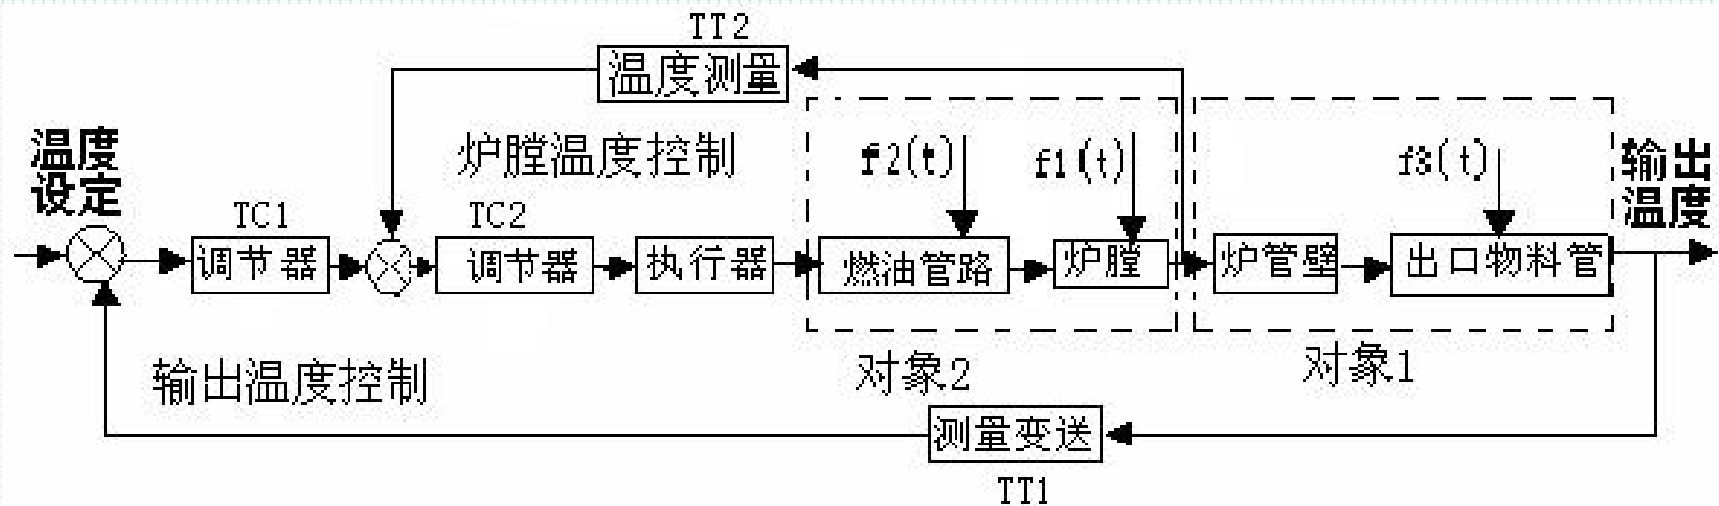 TT2
温度测量
温度
设定
炉膛温度控制
f2(t)
f1(t)
f3(t)
输出
温度
TC1
TC2
调节器
调节器
执行器
燃油管路
炉膛
炉管壁
出口物料管
输出温度控制
对象2
对象1
测量变送
TT1